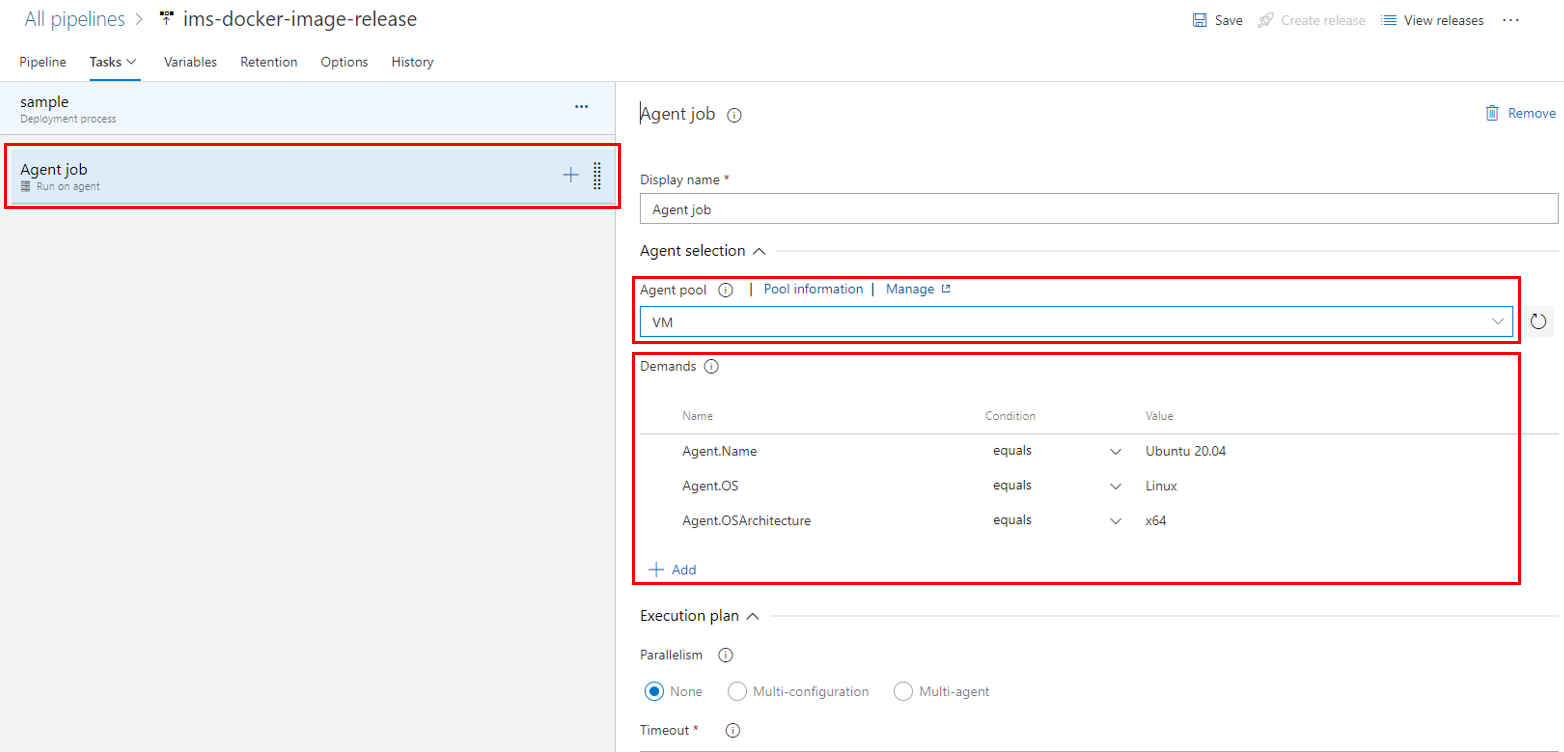 All pipelines > ims-docker-image-release
Save Create release View releases ...
Pipeline Tasks Variables Retention Options History
sample
Deployment process
Agent job
Run on agent
Agent job
Remove
Display name *
Agent job
Agent selection
Agent pool | Pool information | Manage
VM
Demands
Name Condition Value
Agent.Name equals Ubuntu 20.04
Agent.OS equals Linux
Agent.OSArchitecture equals x64
+ Add
Execution plan
Parallelism
None Multi-configuration Multi-agent
Timeout *